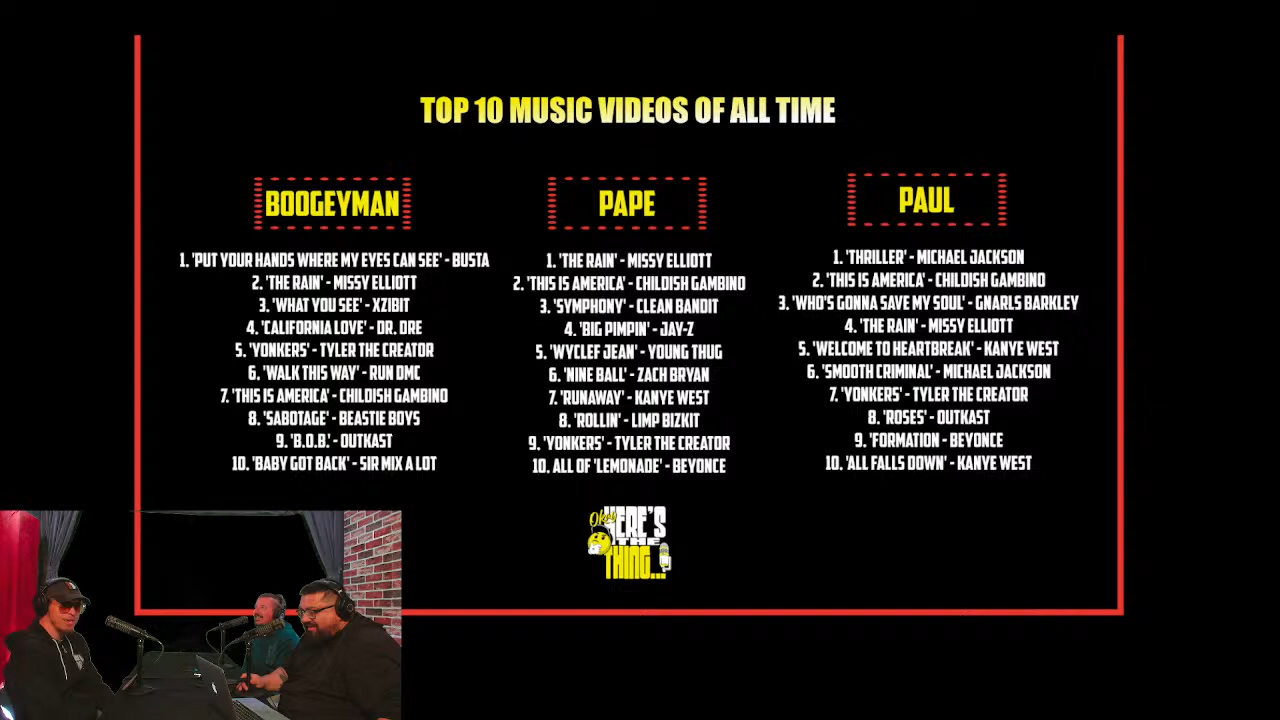 TOP 10 MUSIC VIDEOS OF ALL TIME
BOOGEYMAN
1. 'PUT YOUR HANDS WHERE MY EYES CAN SEE' - BUSTA
2. 'THE RAIN' - MISSY ELLIOTT
3. 'WHAT YOU SEE' - XZIBIT
4. 'CALIFORNIA LOVE' - DR. DRE
5. 'YONKERS' - TYLER THE CREATOR
6. 'WALK THIS WAY' - RUN DMC
7. 'THIS IS AMERICA' - CHILDISH GAMBINO
8. 'SABOTAGE' - BEASTIE BOYS
9. 'B.O.B.' - OUTKAST
10. 'BABY GOT BACK' - SIR MIX A LOT
PAPE
1. 'THE RAIN' - MISSY ELLIOTT
2. 'THIS IS AMERICA' - CHILDISH GAMBINO
3. 'SYMPHONY' - CLEAN BANDIT
4. 'BIG PIMPIN' - JAY-Z
5. 'WYCLEF JEAN' - YOUNG THUG
6. 'NINE BALL' - ZACH BRYAN
7. 'RUNAWAY' - KANYE WEST
8. 'ROLLIN' - LIMP BIZKIT
9. 'YONKERS' - TYLER THE CREATOR
10. ALL OF 'LEMONADE' - BEYONCE
PAUL
1. 'THRILLER' - MICHAEL JACKSON
2. 'THIS IS AMERICA' - CHILDISH GAMBINO
3. 'WHO'S GONNA SAVE MY SOUL' - GNARLS BARKLEY
4. 'THE RAIN' - MISSY ELLIOTT
5. 'WELCOME TO HEARTBREAK' - KANYE WEST
6. 'SMOOTH CRIMINAL' - MICHAEL JACKSON
7. 'YONKERS' - TYLER THE CREATOR
8. 'ROSES' - OUTKAST
9. 'FORMATION' - BEYONCE
10. 'ALL FALLS DOWN' - KANYE WEST
Okay
HERE'S
THE
THING...